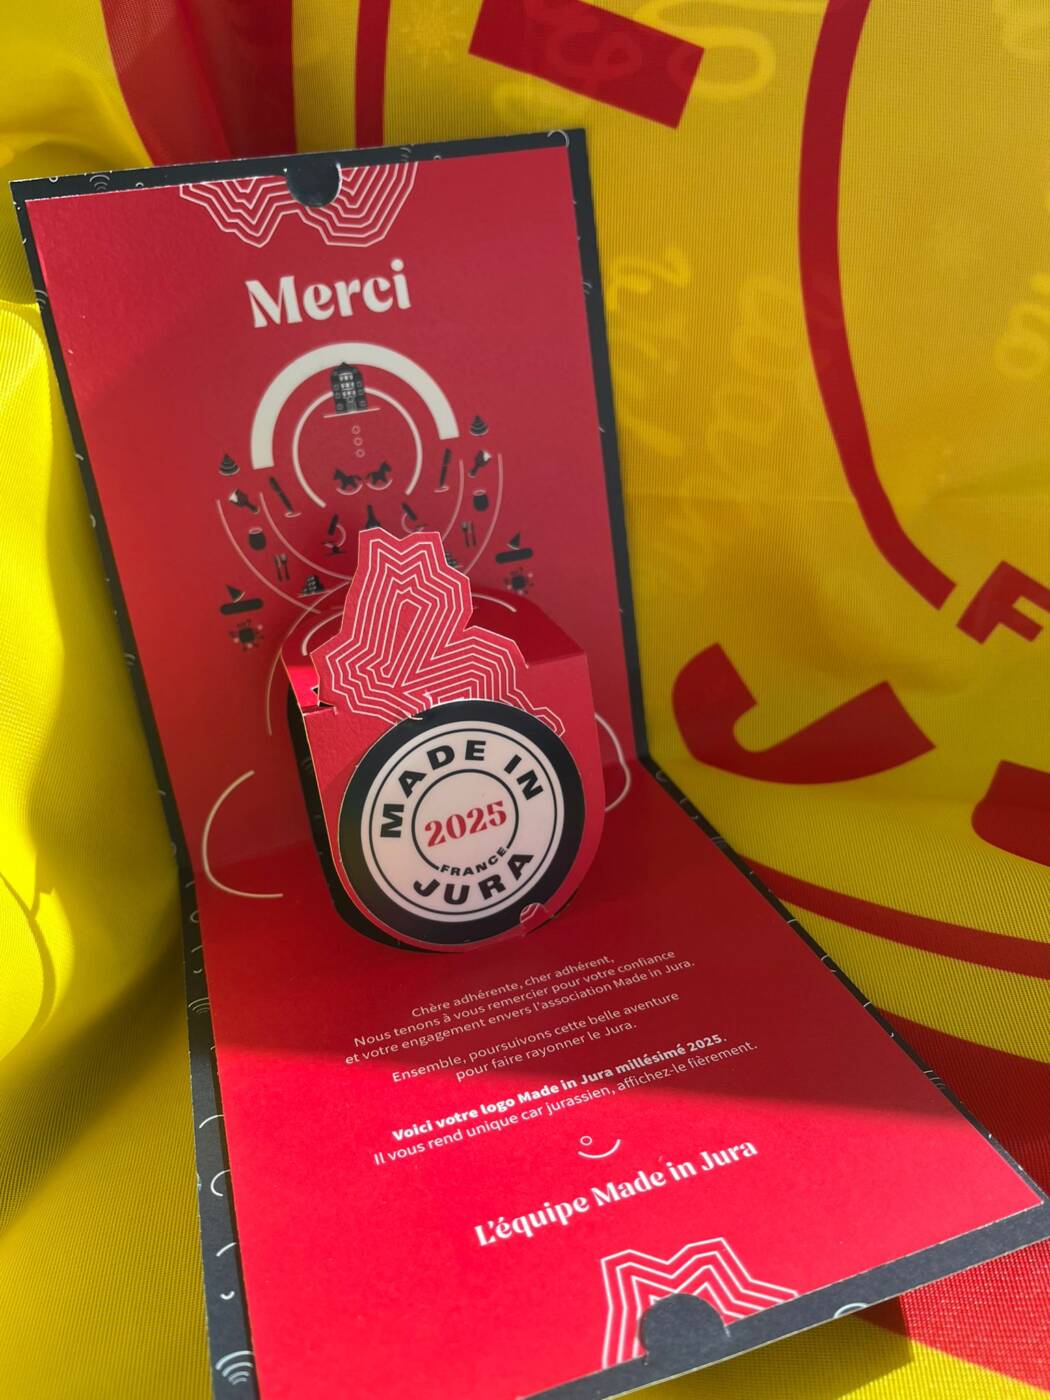 Merci
MADE IN
2025
FRANCE
JURA
Chère adhérente, cher adhérent,
Nous tenons à vous remercier pour votre confiance
et votre engagement envers l'association Made in Jura.
Ensemble, poursuivons cette belle aventure
pour faire rayonner le Jura.
Voici votre logo Made in Jura millésimé 2025.
Il vous rend unique car jurassien, affichez-le fièrement.
L'équipe Made in Jura
F
J